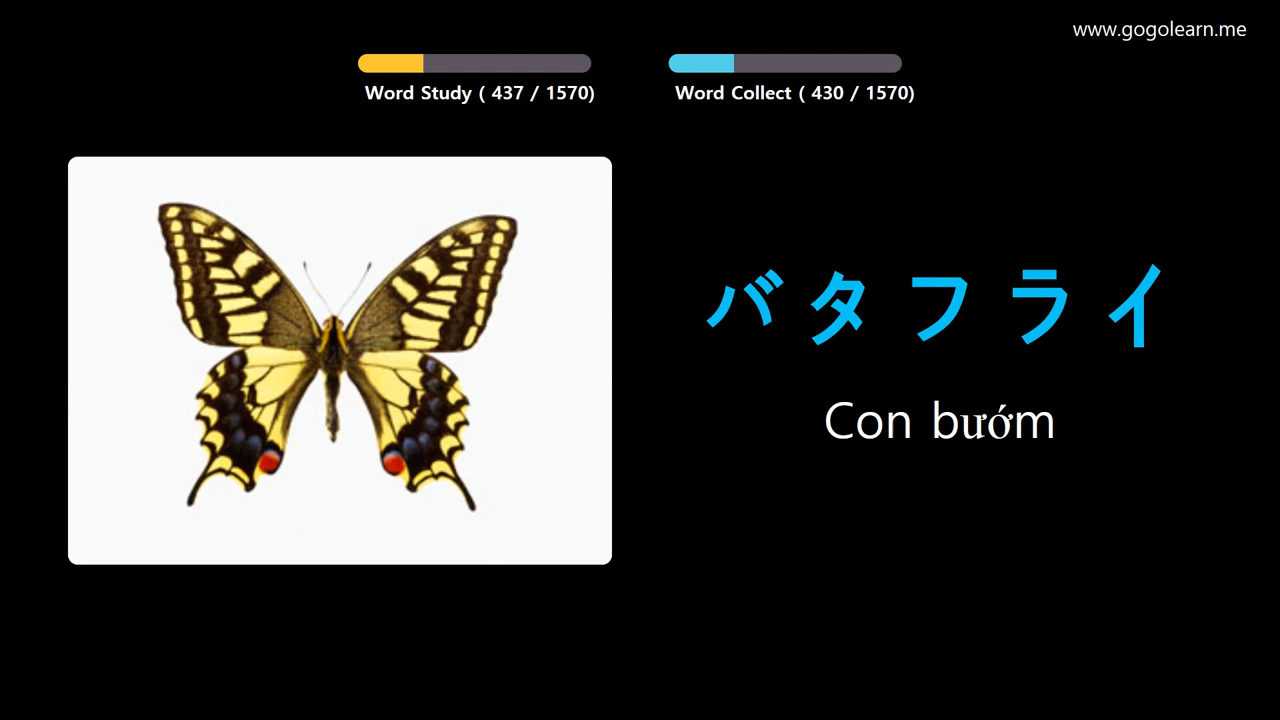 www.gogolearn.me
Word Study ( 437 / 1570)
Word Collect ( 430 / 1570)
バタフライ
Con bướm